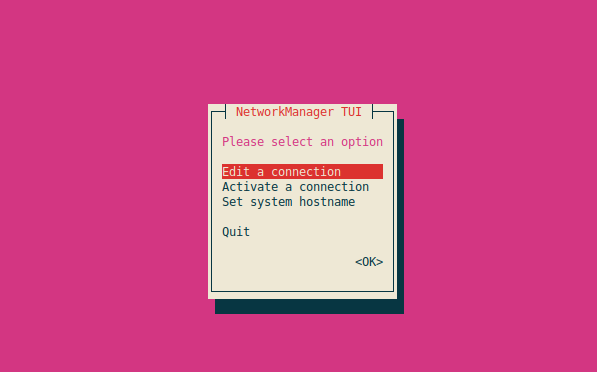 NetworkManager TUI
Please select an option
Edit a connection
Activate a connection
Set system hostname
Quit
<OK>